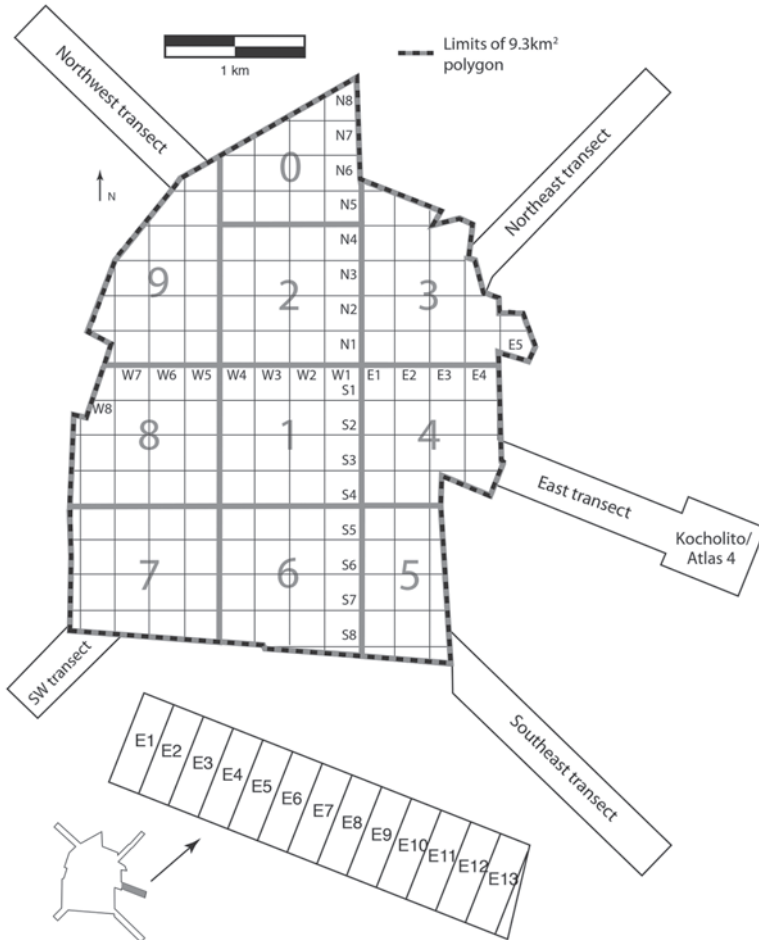 1 km
Limits of 9.3km²
polygon
Northwest transect
Northeast transect
N
N8
N7
N6
0
N5
N4
N3
9
2
3
N2
N1
E5
W7 W6 W5 W4 W3 W2 W1 E1 E2 E3 E4
S1
W8
S2
8
1
4
S3
S4
East transect
Kocholito/
Atlas 4
S5
S6
7
6
5
S7
S8
SW transect
Southeast transect
E1
E2
E3
E4
E5
E6
E7
E8
E9
E10
E11
E12
E13